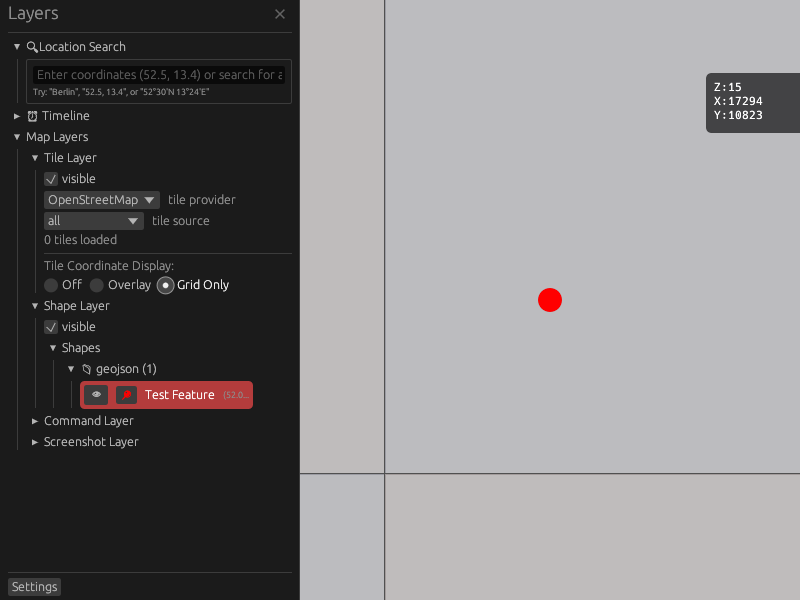 Layers
Location Search
Enter coordinates (52.5, 13.4) or search for a
Try: "Berlin", "52.5, 13.4", or "52°30'N 13°24'E"
Timeline
Map Layers
Tile Layer
visible
OpenStreetMap tile provider
all tile source
0 tiles loaded
Tile Coordinate Display:
Off Overlay Grid Only
Shape Layer
visible
Shapes
geojson (1)
Test Feature (52.0...
Command Layer
Screenshot Layer
Settings
Z:15
X:17294
Y:10823